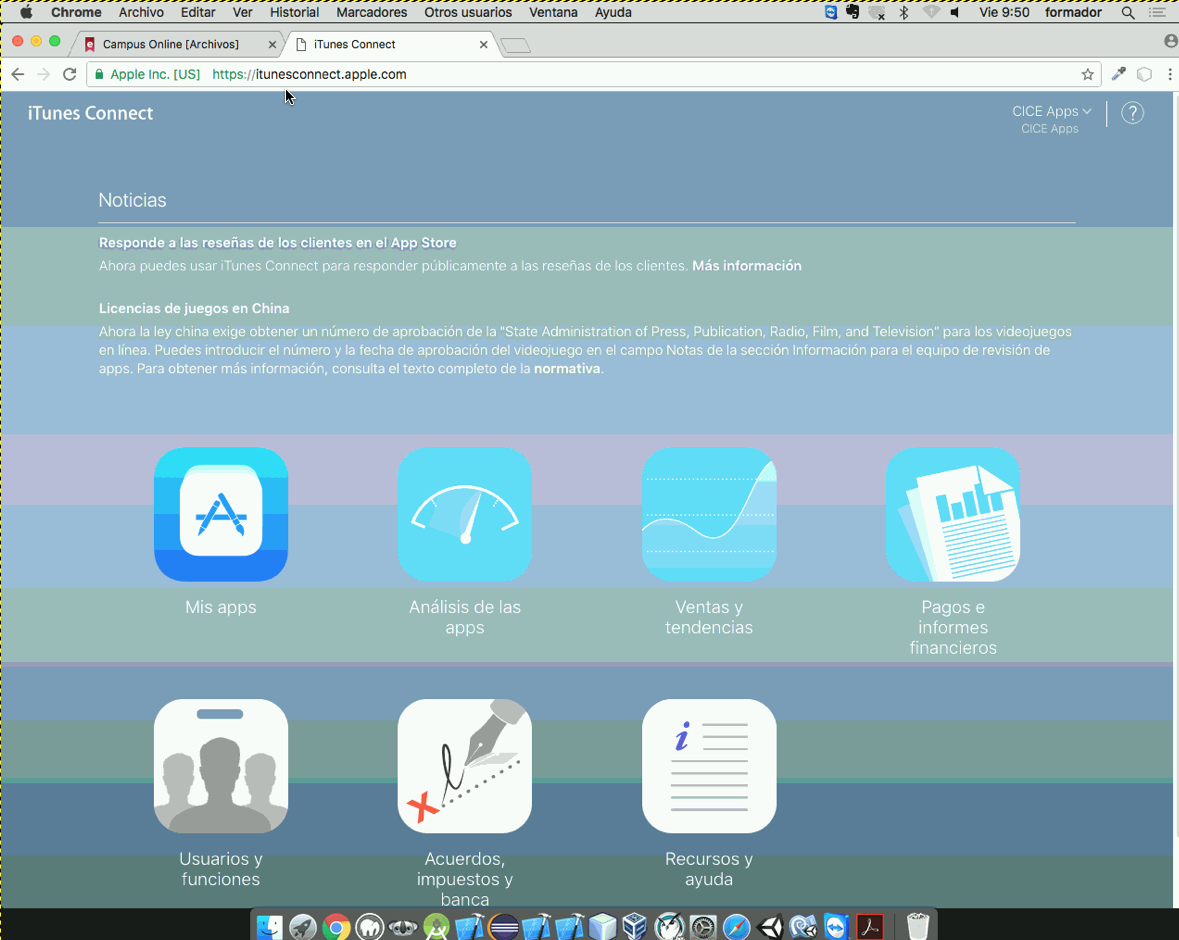 Chrome Archivo Editar Ver Historial Marcadores Otros usuarios Ventana Ayuda Vie 9:50 formador
Campus Online [Archivos] iTunes Connect
Apple Inc. [US] https://itunesconnect.apple.com
iTunes Connect
CICE Apps
CICE Apps
?
Noticias
Responde a las reseñas de los clientes en el App Store
Ahora puedes usar iTunes Connect para responder públicamente a las reseñas de los clientes. Más información
Licencias de juegos en China
Ahora la ley china exige obtener un número de aprobación de la "State Administration of Press, Publication, Radio, Film, and Television" para los videojuegos
en línea. Puedes introducir el número y la fecha de aprobación del videojuego en el campo Notas de la sección Información para el equipo de revisión de
apps. Para obtener más información, consulta el texto completo de la normativa.
Mis apps
Análisis de las
apps
Ventas y
tendencias
Pagos e
informes
financieros
Usuarios y
funciones
Acuerdos,
impuestos y
banca
Recursos y
ayuda